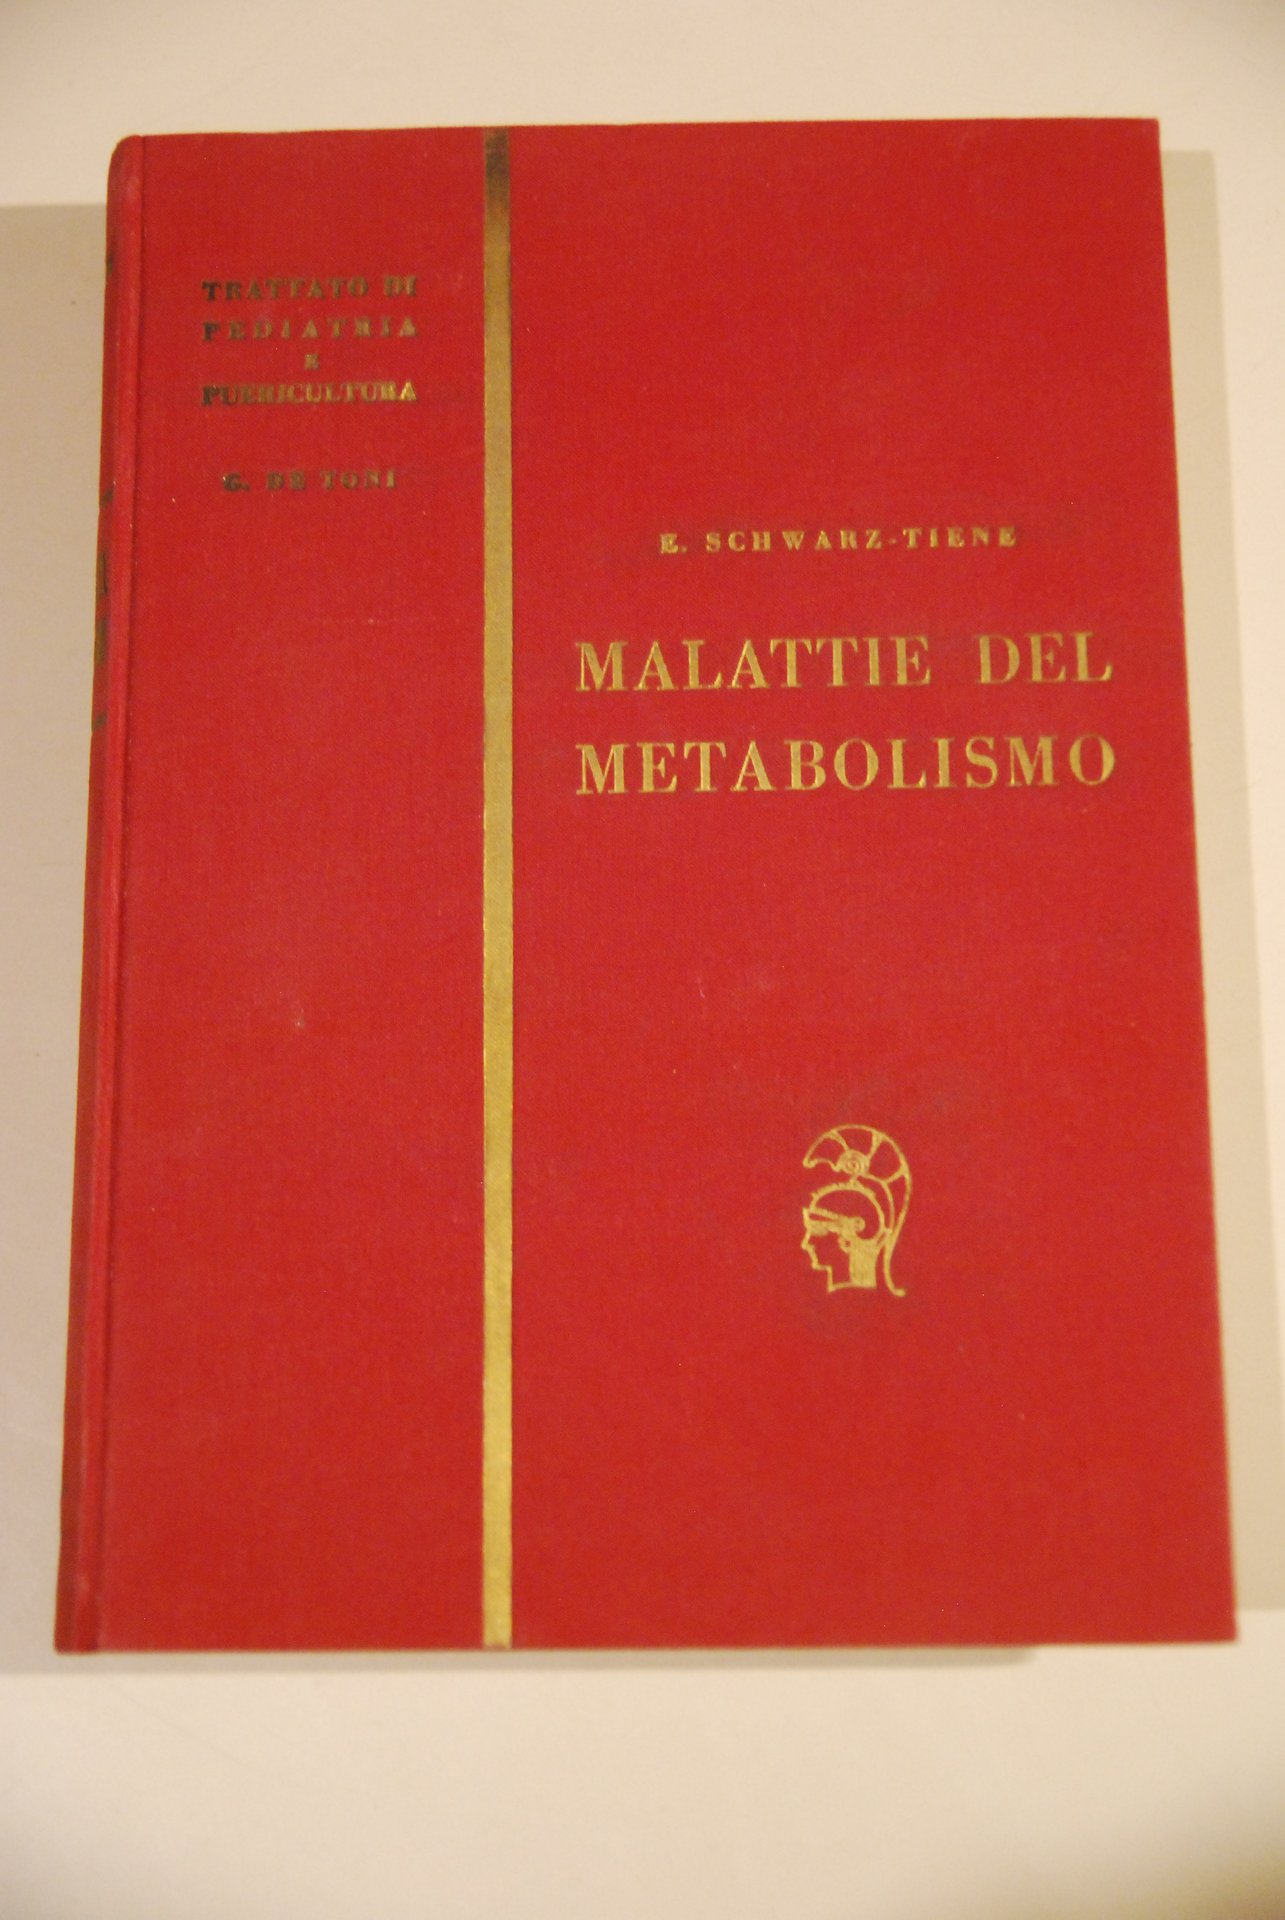 TRATTATO DI
PEDIATRIA
E
PUERICULTURA
G. DE TONI
E. SCHWARZ-TIENE
MALATTIE DEL
METABOLISMO